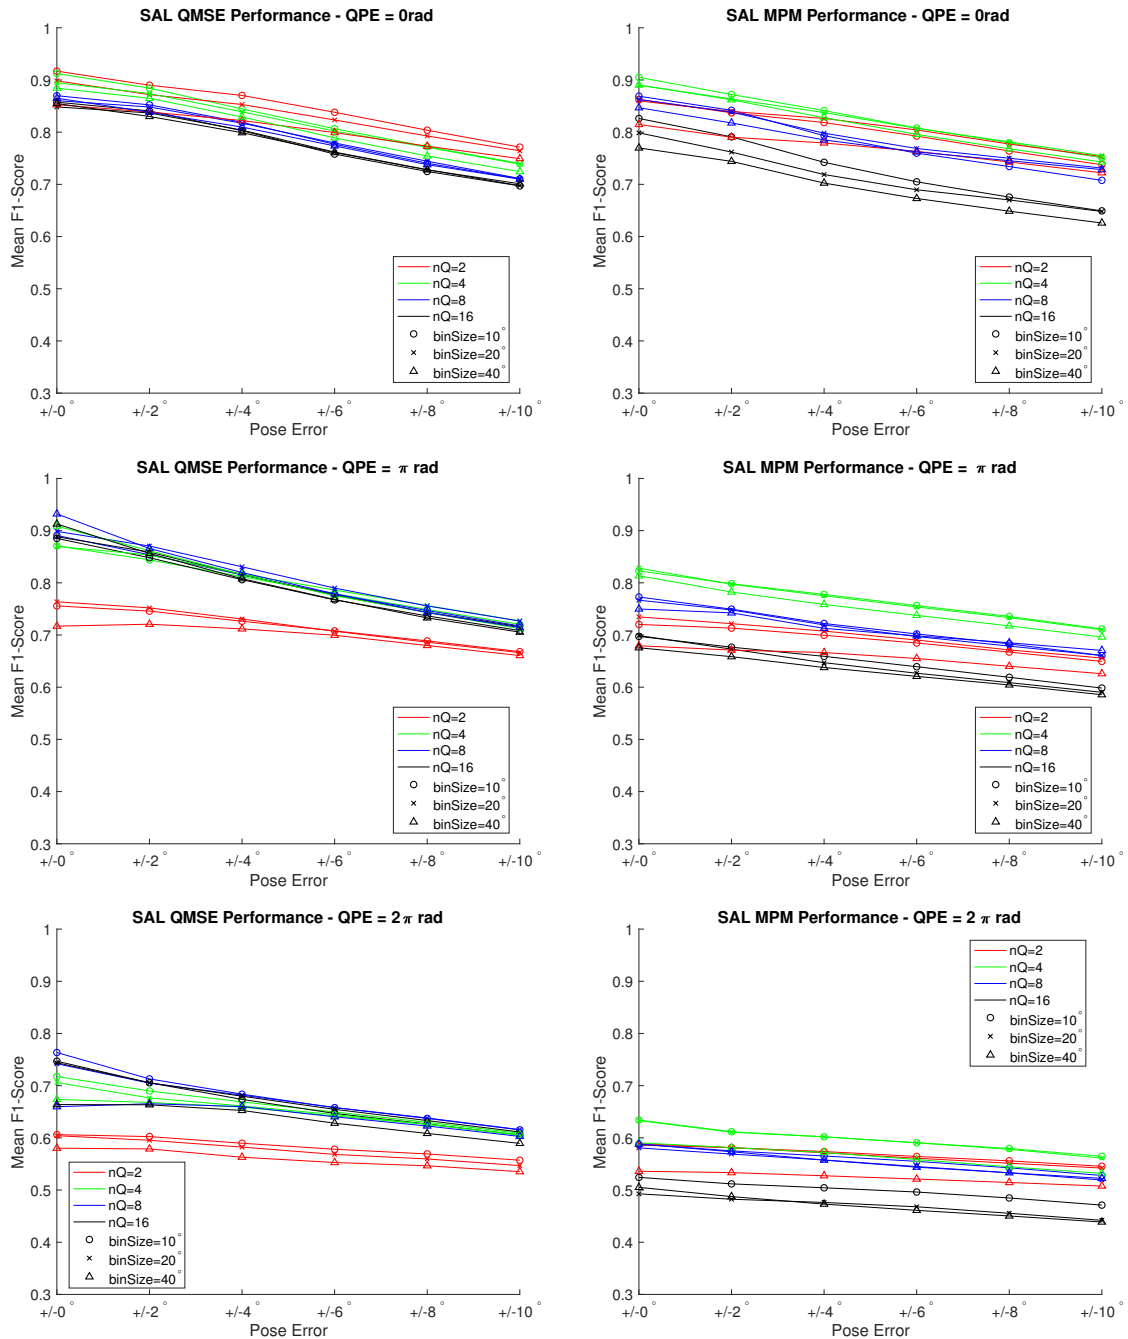 SAL QMSE Performance - QPE = 0rad
1
0.9
0.8
0.7
0.6
0.5
0.4
0.3
Mean F1-Score
nQ=2
nQ=4
nQ=8
nQ=16
binSize=10°
binSize=20°
binSize=40°
+/-0° +/-2° +/-4° +/-6° +/-8° +/-10°
Pose Error
SAL MPM Performance - QPE = 0rad
1
0.9
0.8
0.7
0.6
0.5
0.4
0.3
Mean F1-Score
nQ=2
nQ=4
nQ=8
nQ=16
binSize=10°
binSize=20°
binSize=40°
+/-0° +/-2° +/-4° +/-6° +/-8° +/-10°
Pose Error
SAL QMSE Performance - QPE = π rad
1
0.9
0.8
0.7
0.6
0.5
0.4
0.3
Mean F1-Score
nQ=2
nQ=4
nQ=8
nQ=16
binSize=10°
binSize=20°
binSize=40°
+/-0° +/-2° +/-4° +/-6° +/-8° +/-10°
Pose Error
SAL MPM Performance - QPE = π rad
1
0.9
0.8
0.7
0.6
0.5
0.4
0.3
Mean F1-Score
nQ=2
nQ=4
nQ=8
nQ=16
binSize=10°
binSize=20°
binSize=40°
+/-0° +/-2° +/-4° +/-6° +/-8° +/-10°
Pose Error
SAL QMSE Performance - QPE = 2π rad
1
0.9
0.8
0.7
0.6
0.5
0.4
0.3
Mean F1-Score
nQ=2
nQ=4
nQ=8
nQ=16
binSize=10°
binSize=20°
binSize=40°
+/-0° +/-2° +/-4° +/-6° +/-8° +/-10°
Pose Error
SAL MPM Performance - QPE = 2 π rad
1
0.9
0.8
0.7
0.6
0.5
0.4
0.3
Mean F1-Score
nQ=2
nQ=4
nQ=8
nQ=16
binSize=10°
binSize=20°
binSize=40°
+/-0° +/-2° +/-4° +/-6° +/-8° +/-10°
Pose Error